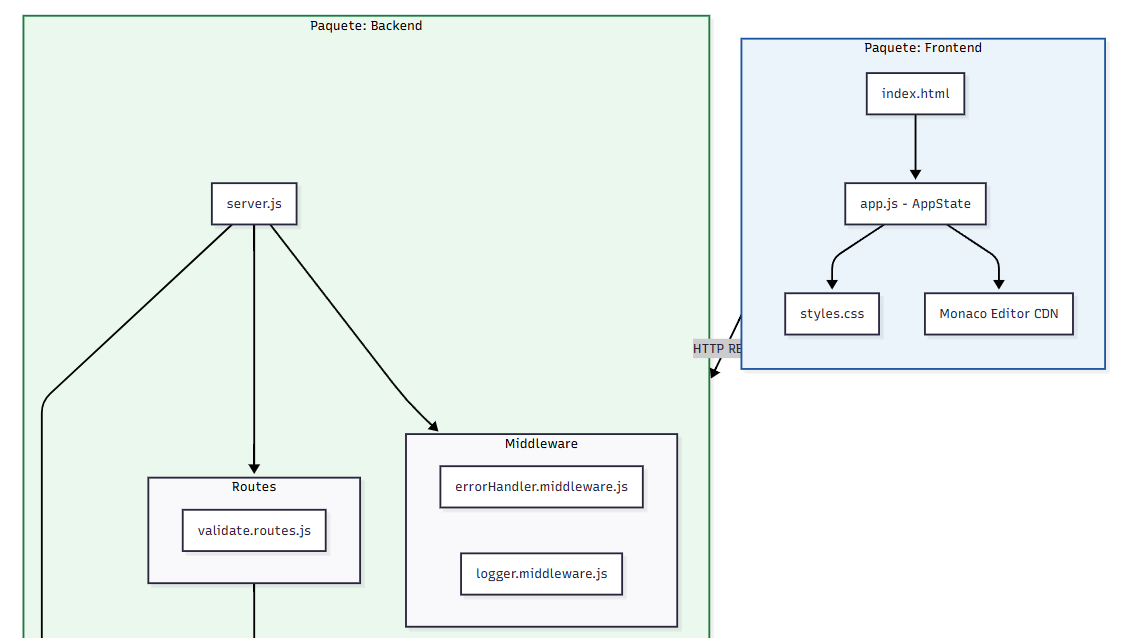 Paquete: Backend
server.js
Routes
validate.routes.js
Middleware
errorHandler.middleware.js
logger.middleware.js
HTTP RE
Paquete: Frontend
index.html
app.js - AppState
styles.css
Monaco Editor CDN